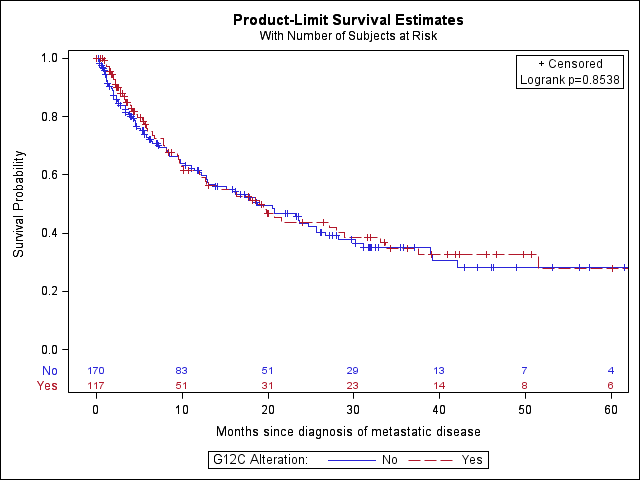 Product-Limit Survival Estimates
With Number of Subjects at Risk
+ Censored
Logrank p=0.8538
Survival Probability
1.0
0.8
0.6
0.4
0.2
0.0
No 170 83 51 29 13 7 4
Yes 117 51 31 23 14 8 6
0 10 20 30 40 50 60
Months since diagnosis of metastatic disease
G12C Alteration: No Yes